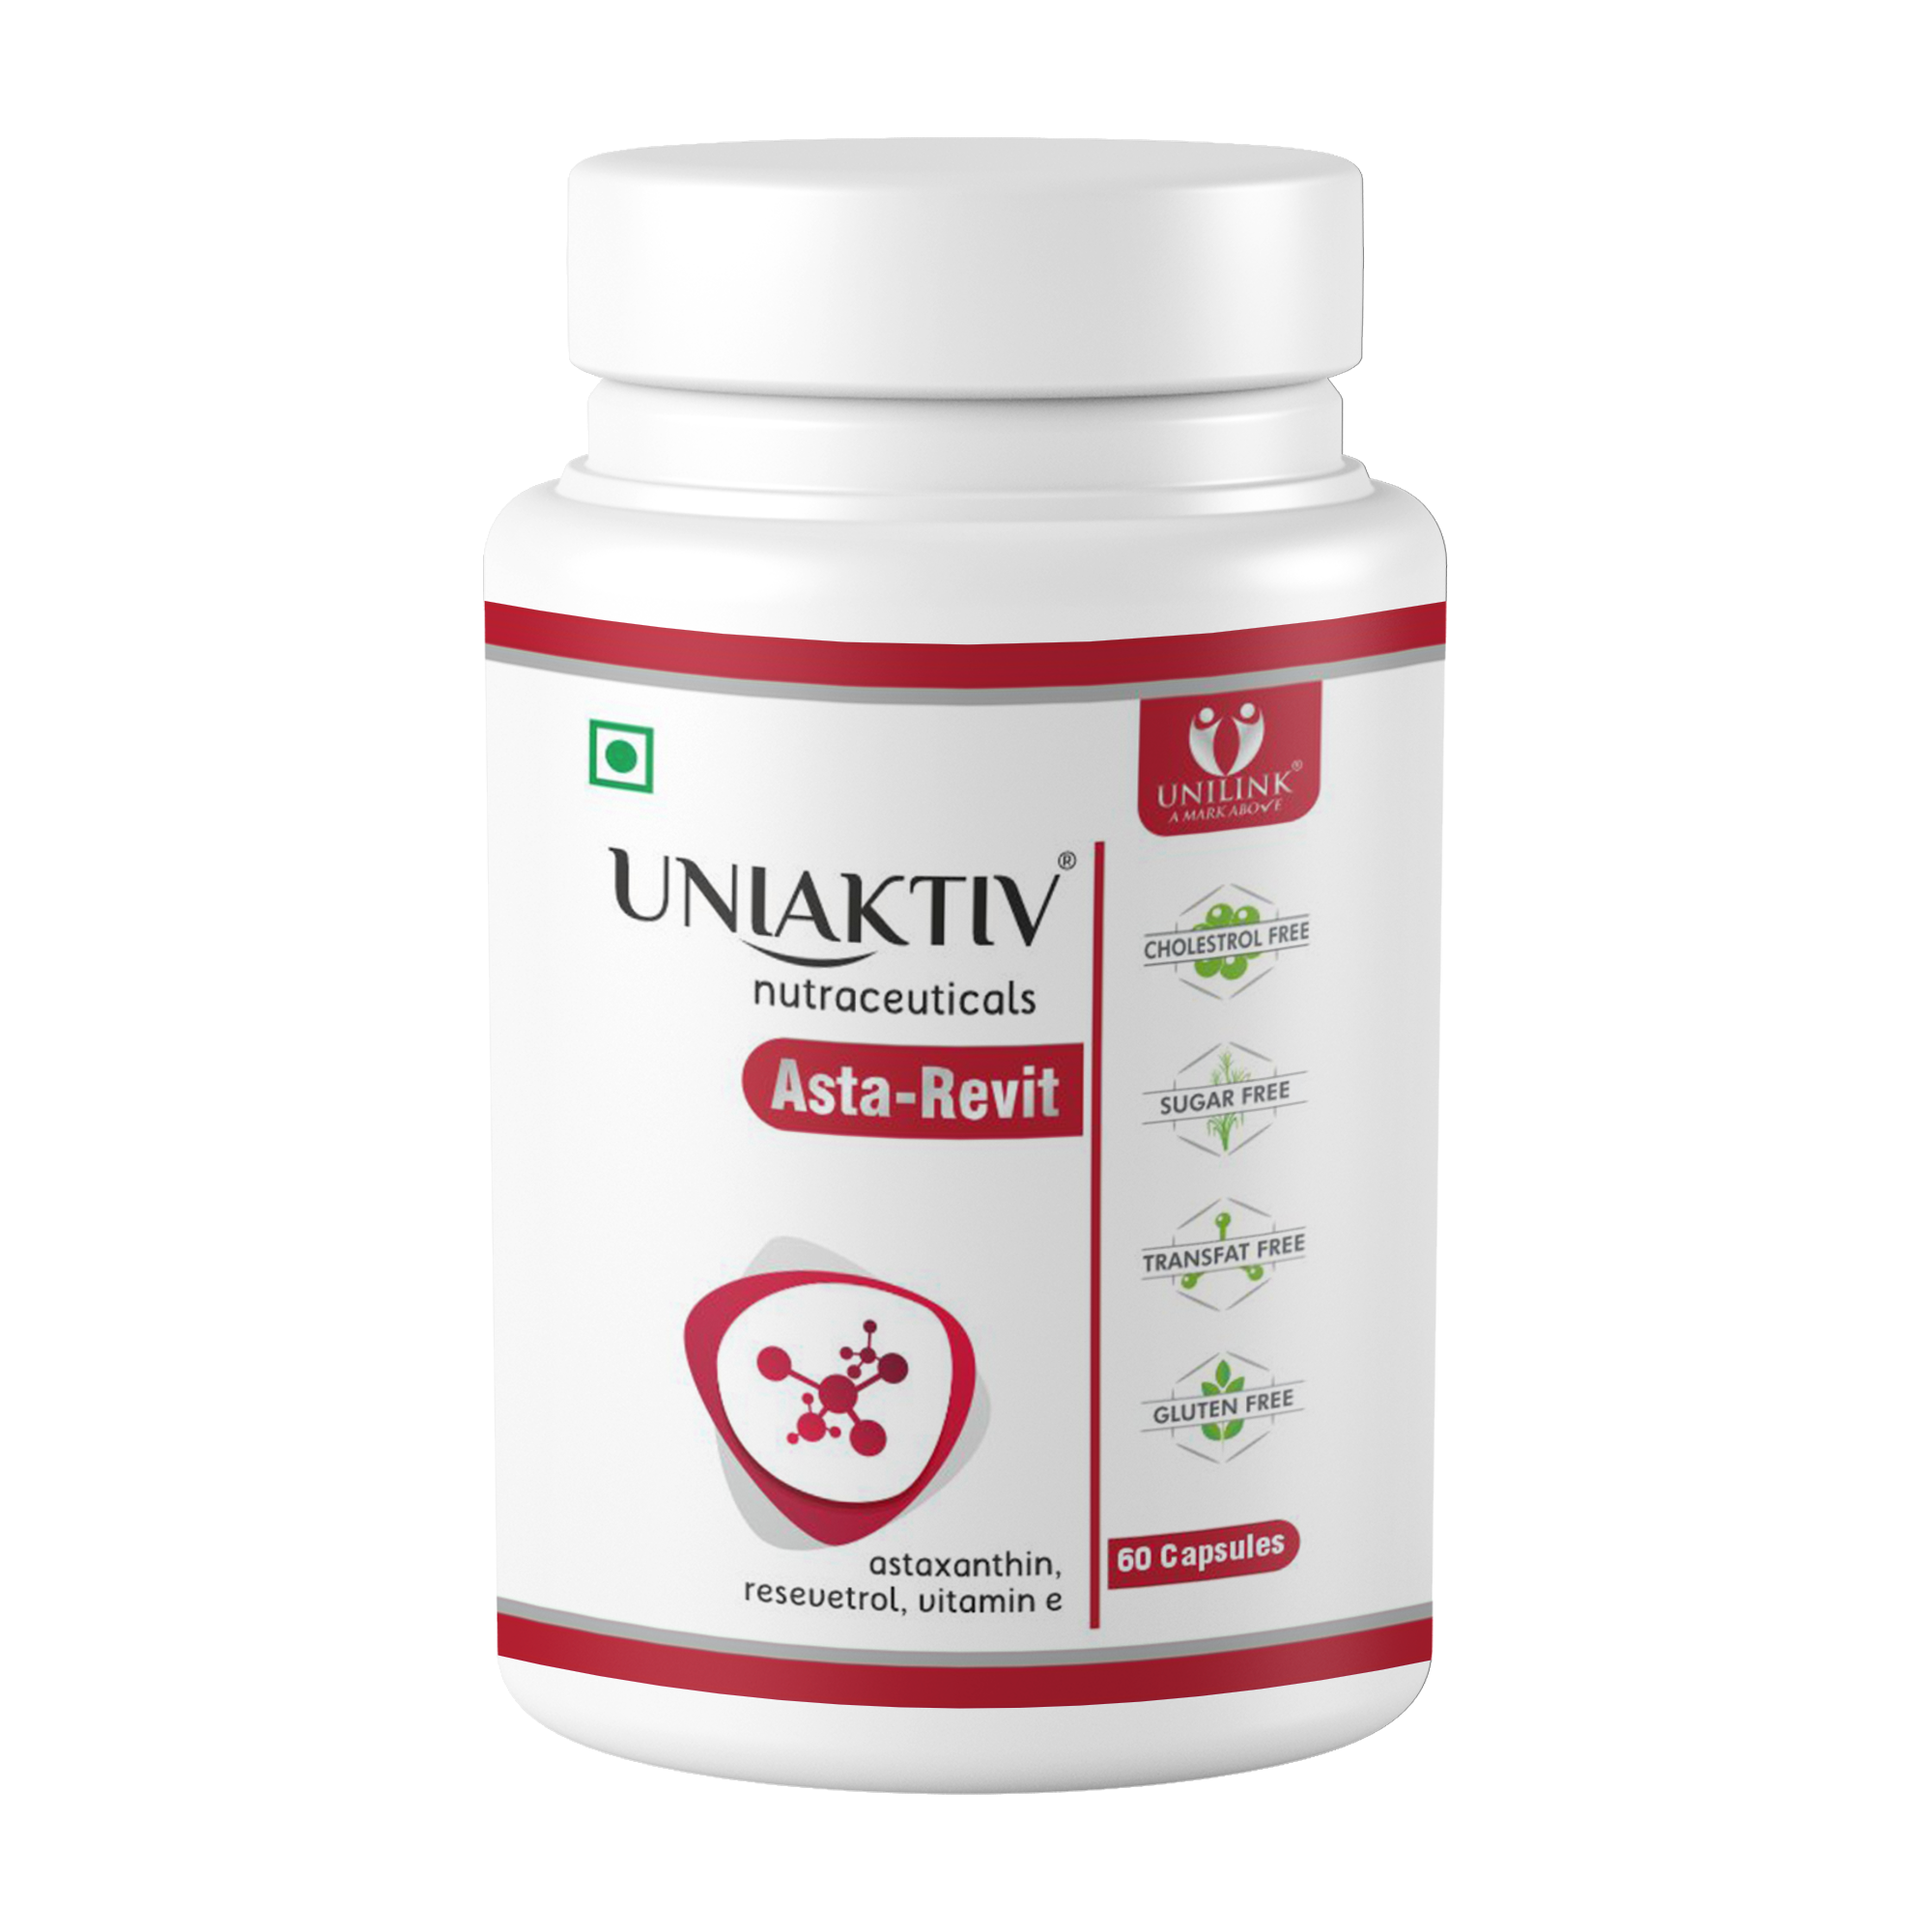 UNILINK®
A MARK ABOVE
UNIAKTIV®
nutraceuticals
Asta-Revit
CHOLESTROL FREE
SUGAR FREE
TRANSFAT FREE
GLUTEN FREE
60 Capsules
astaxanthin,
resevetrol, vitamin e